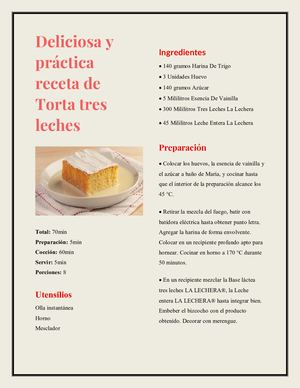 Deliciosa y
práctica
receta de
Torta tres
leches
Total: 70min
Preparación: 5min
Cocción: 60min
Servir: 5min
Porciones: 8
Utensilios
Olla instantánea
Horno
Mesclador
Ingredientes
• 140 gramos Harina De Trigo
• 3 Unidades Huevo
• 140 gramos Azúcar
• 5 Mililitros Esencia De Vainilla
• 300 Mililitros Tres Leches La Lechera
• 45 Mililitros Leche Entera La Lechera
Preparación
• Colocar los huevos, la esencia de vainilla y
el azúcar a baño de María, y cocinar hasta
que el interior de la preparación alcance los
45 °C.
• Retirar la mezcla del fuego, batir con
batidora eléctrica hasta obtener punto letra.
Agregar la harina de forma envolvente.
Colocar en un recipiente profundo apto para
hornear. Cocinar en horno a 170 °C durante
50 minutos.
• En un recipiente mezclar la Base láctea
tres leches LA LECHERA®, la Leche
entera LA LECHERA® hasta integrar bien.
Embeber el bizcocho con el producto
obtenido. Decorar con merengue.